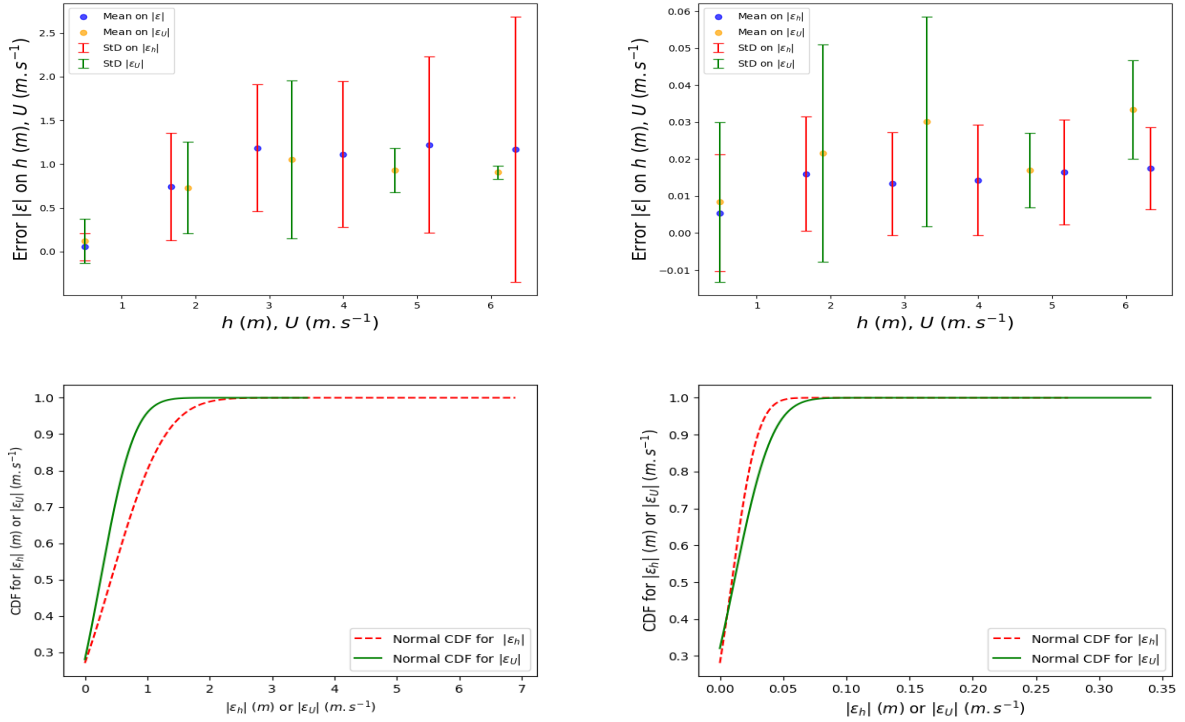 Error |ε| on h (m), U (m.s⁻¹)
2.5
2.0
1.5
1.0
0.5
0.0
Mean on |ε|
Mean on |ε_U|
StD on |ε_h|
StD |ε_U|
1 2 3 4 5 6
h (m), U (m.s⁻¹)
Error |ε| on h (m), U (m.s⁻¹)
0.06
0.05
0.04
0.03
0.02
0.01
0.00
−0.01
Mean on |ε_h|
Mean on |ε_U|
StD on |ε_h|
StD on |ε_U|
1 2 3 4 5 6
h (m), U (m.s⁻¹)
CDF for |ε_h| (m) or |ε_U| (m.s⁻¹)
1.0
0.9
0.8
0.7
0.6
0.5
0.4
0.3
Normal CDF for |ε_h|
Normal CDF for |ε_U|
0 1 2 3 4 5 6 7
|ε_h| (m) or |ε_U| (m.s⁻¹)
CDF for |ε_h| (m) or |ε_U| (m.s⁻¹)
1.0
0.9
0.8
0.7
0.6
0.5
0.4
0.3
Normal CDF for |ε_h|
Normal CDF for |ε_U|
0.00 0.05 0.10 0.15 0.20 0.25 0.30 0.35
|ε_h| (m) or |ε_U| (m.s⁻¹)